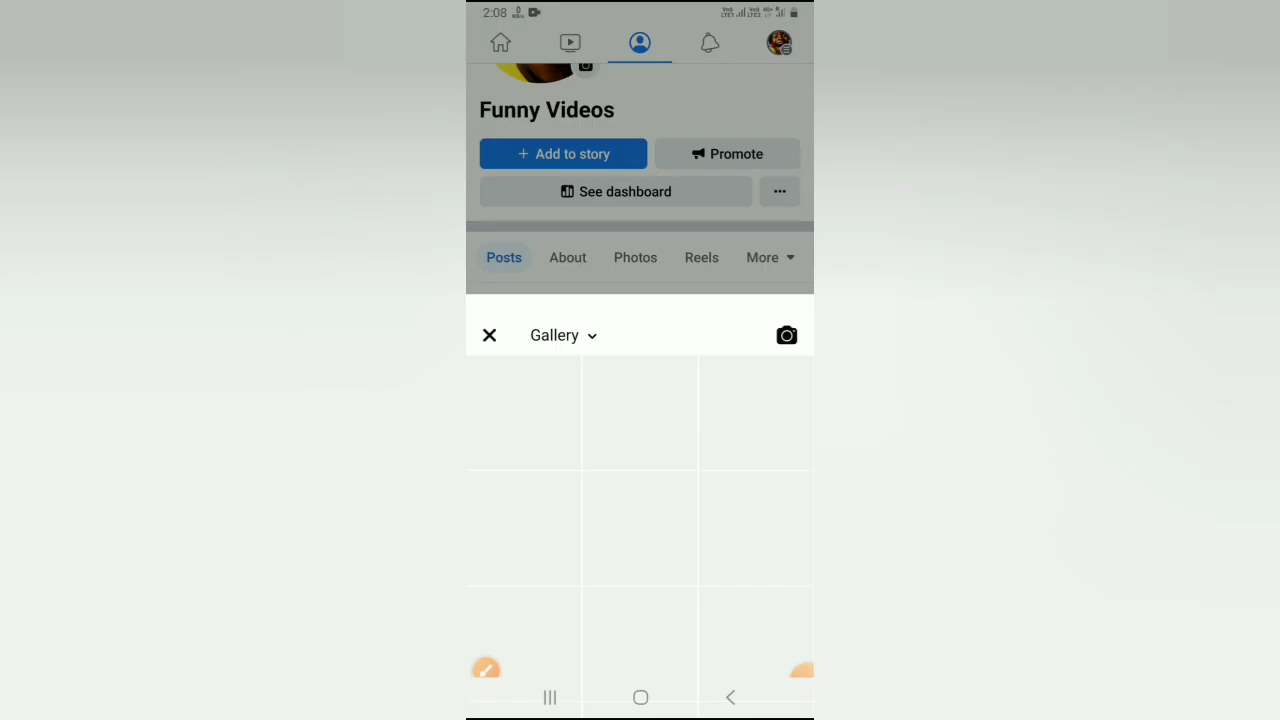 2:08
Funny Videos
+ Add to story
Promote
See dashboard
Posts About Photos Reels More
Gallery